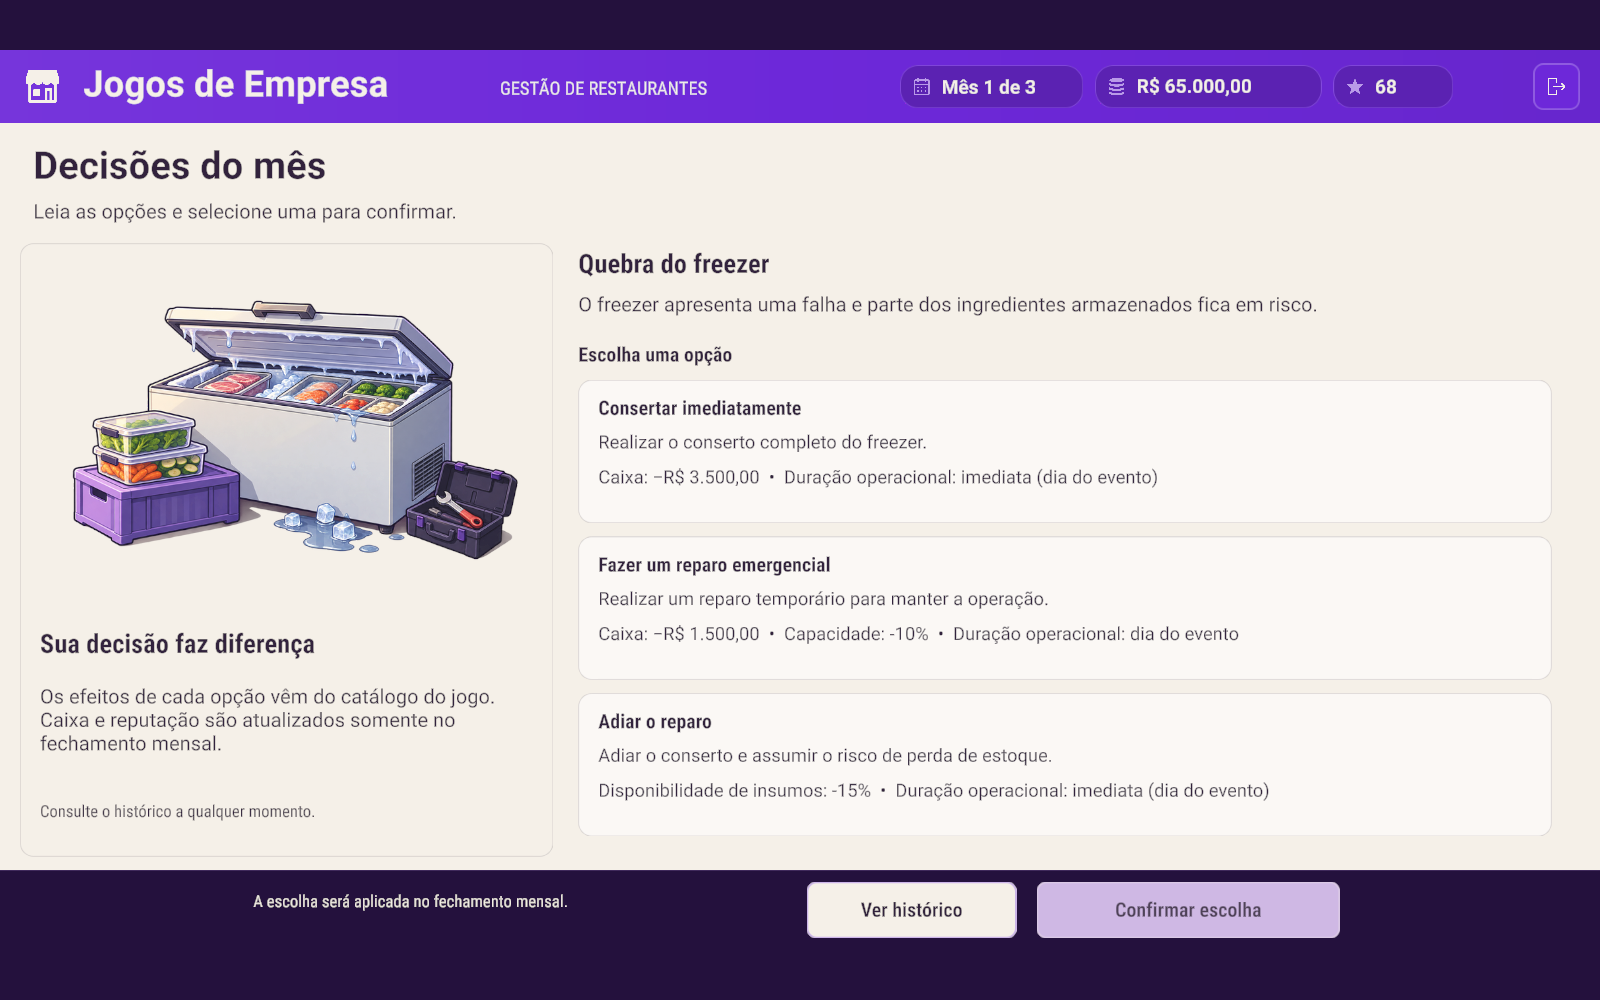 Jogos de Empresa
GESTÃO DE RESTAURANTES
Mês 1 de 3
R$ 65.000,00
68
Decisões do mês
Leia as opções e selecione uma para confirmar.
Sua decisão faz diferença
Os efeitos de cada opção vêm do catálogo do jogo.
Caixa e reputação são atualizados somente no
fechamento mensal.
Consulte o histórico a qualquer momento.
Quebra do freezer
O freezer apresenta uma falha e parte dos ingredientes armazenados fica em risco.
Escolha uma opção
Consertar imediatamente
Realizar o conserto completo do freezer.
Caixa: −R$ 3.500,00 • Duração operacional: imediata (dia do evento)
Fazer um reparo emergencial
Realizar um reparo temporário para manter a operação.
Caixa: −R$ 1.500,00 • Capacidade: -10% • Duração operacional: dia do evento
Adiar o reparo
Adiar o conserto e assumir o risco de perda de estoque.
Disponibilidade de insumos: -15% • Duração operacional: imediata (dia do evento)
A escolha será aplicada no fechamento mensal.
Ver histórico
Confirmar escolha